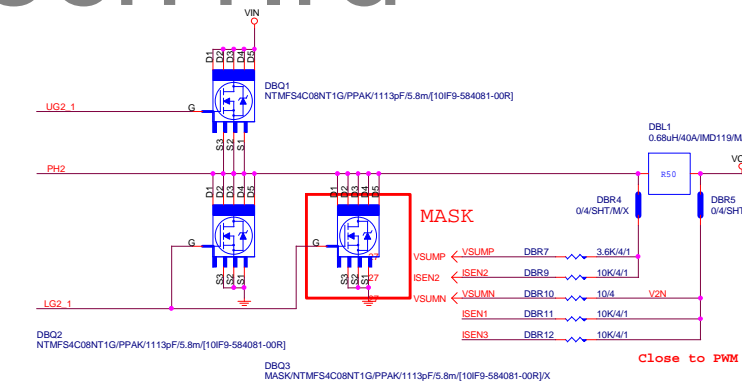 VIN
D1 D2 D3 D4 D5
DBQ1
NTMFS4C08NT1G/PPAK/1113pF/5.8m/[10IF9-584081-00R]
UG2_1
G
S3 S2 S1
DBL1
0.68uH/40A/IMD119/M
PH2
R50
D1 D2 D3 D4 D5
D1 D2 D3 D4 D5
DBR4
0/4/SHT/M/X
DBR5
0/4/SHT
MASK
G
G
VSUMP
VSUMP
DBR7
3.6K/4/1
ISEN2
ISEN2
DBR9
10K/4/1
VSUMN
VSUMN
DBR10
10/4
V2N
ISEN1
DBR11
10K/4/1
ISEN3
DBR12
10K/4/1
27
27
27
S3 S2 S1
S3 S2 S1
LG2_1
DBQ2
NTMFS4C08NT1G/PPAK/1113pF/5.8m/[10IF9-584081-00R]
Close to PWM
DBQ3
MASK/NTMFS4C08NT1G/PPAK/1113pF/5.8m/[10IF9-584081-00R]/X